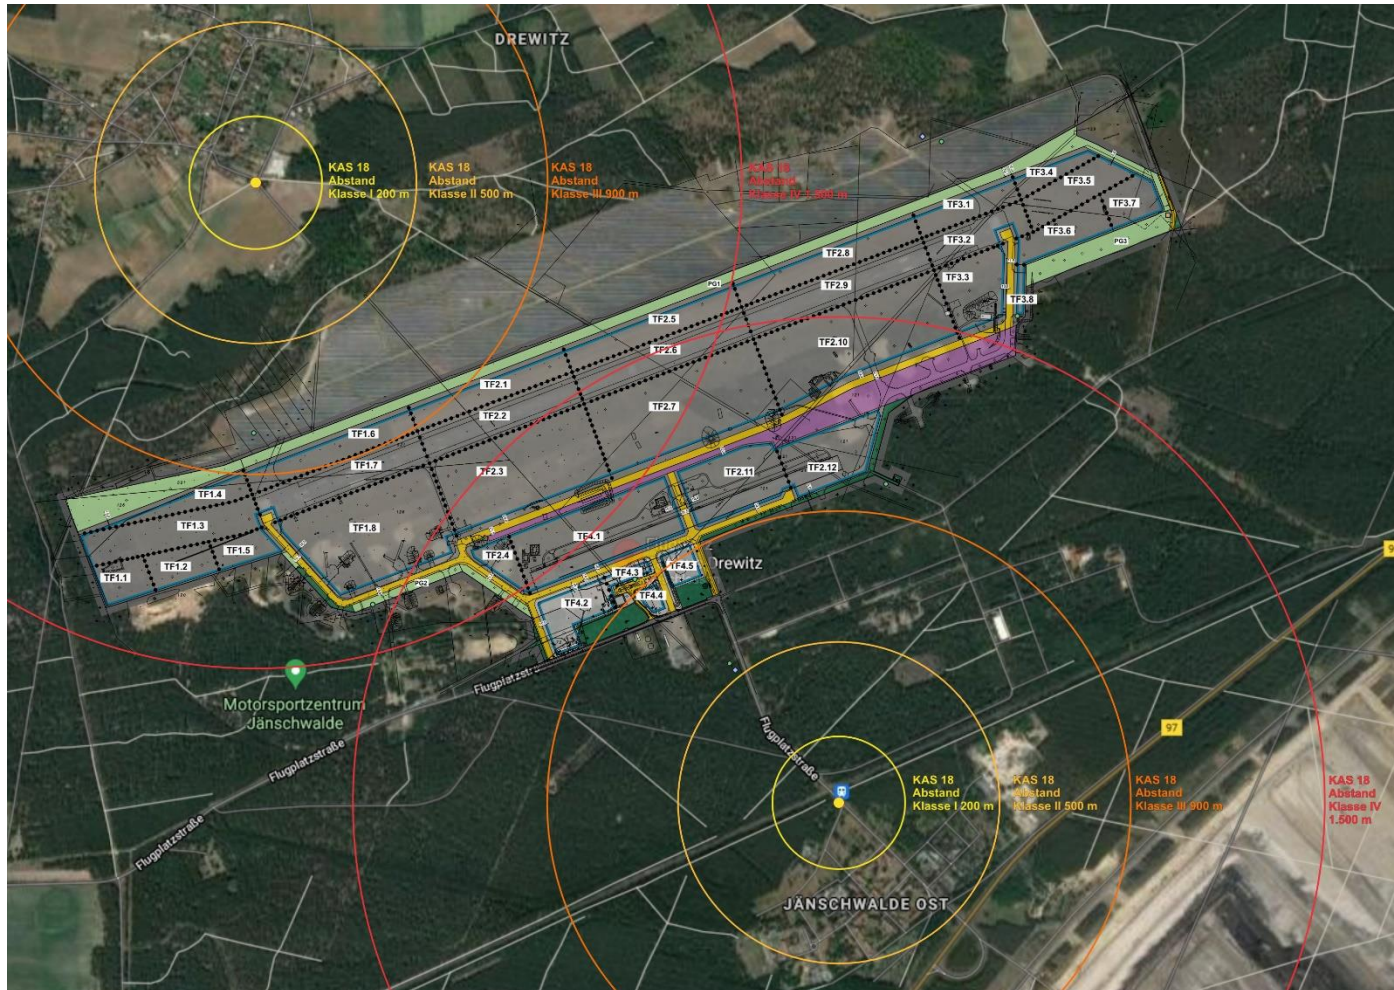 DREWITZ
KAS 18
Abstand
Klasse I 200 m
KAS 18
Abstand
Klasse II 500 m
KAS 18
Abstand
Klasse III 900 m
KAS 18
Abstand
TF3.4
TF3.5
TF3.7
TF3.1
TF3.6
TF3.2
PG3
TF2.8
TF3.3
TF2.9
PG1
TF3.8
TF2.5
TF2.10
TF2.6
TF2.1
TF2.7
TF2.2
TF1.6
TF1.7
TF2.3
TF2.11
TF2.12
TF1.4
TF1.3
TF1.8
TF4.1
TF1.5
TF2.4
TF1.2
TF1.1
PG2
TF4.3
TF4.5
Drewitz
TF4.2
TF4.4
Flugplatzstr
Motorsportzentrum
Jänschwalde
Flugplatzstraße
Flugplatzstraße
Flugplatzstraße
97
KAS 18
Abstand
Klasse I 200 m
KAS 18
Abstand
Klasse II 500 m
KAS 18
Abstand
Klasse III 900 m
KAS 18
Abstand
Klasse IV
1.500 m
JÄNSCHWALDE OST